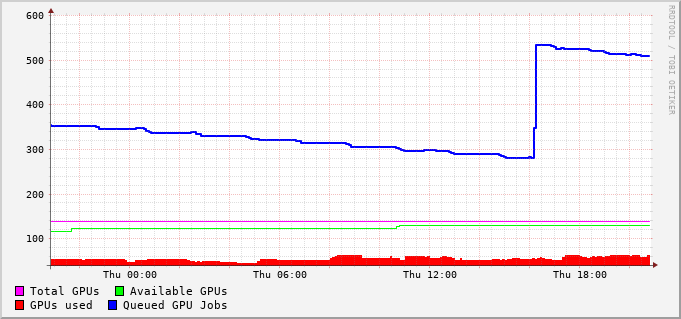 600
500
400
300
200
100
Thu 00:00 Thu 06:00 Thu 12:00 Thu 18:00
Total GPUs Available GPUs
GPUs used Queued GPU Jobs
RRDTOOL / TOBI OETIKER